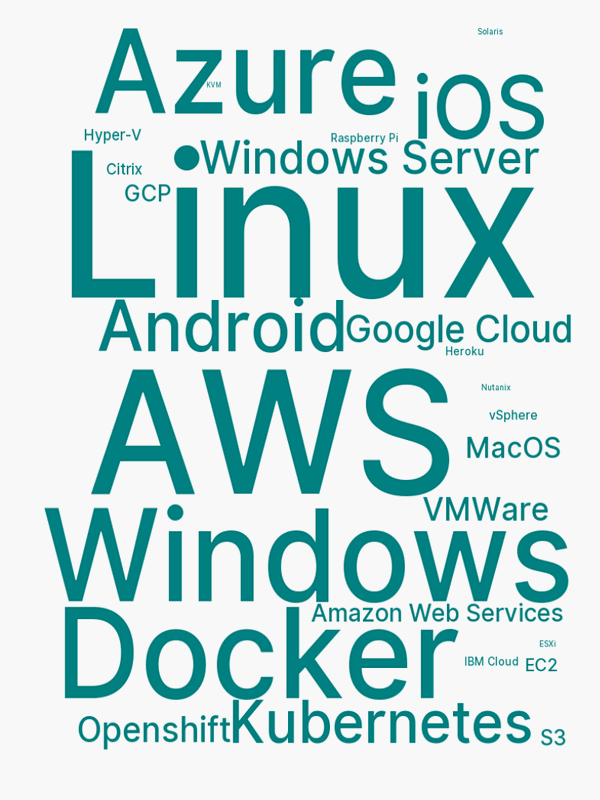 Solaris
Azure
KVM
iOS
Hyper-V
Raspberry Pi
Windows Server
Citrix
GCP
Linux
Android
Google Cloud
Heroku
AWS
Nutanix
vSphere
MacOS
VMWare
Windows
Amazon Web Services
Docker
ESXi
IBM Cloud
EC2
Openshift
Kubernetes
S3